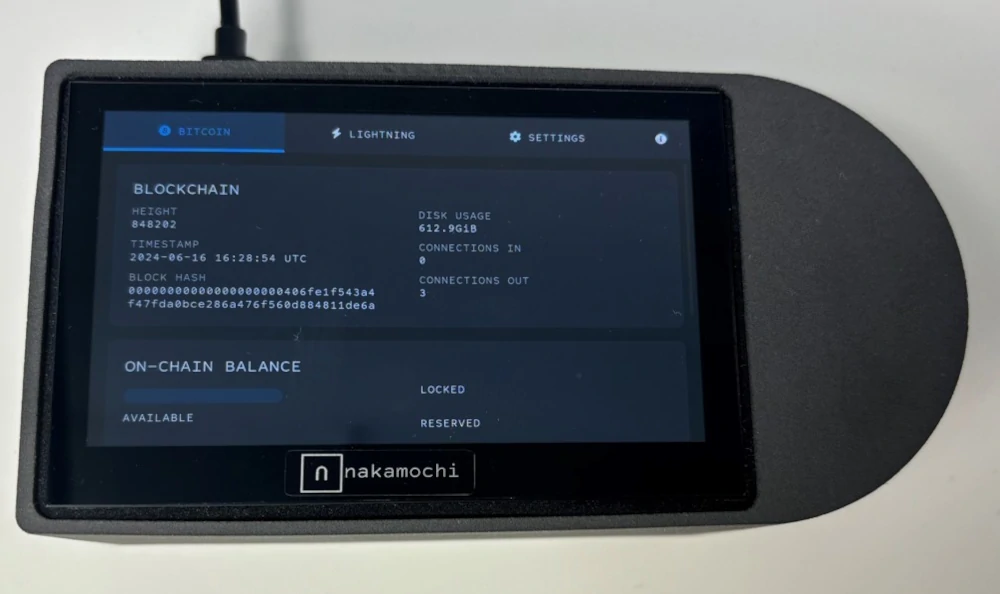 BITCOIN
LIGHTNING
SETTINGS
BLOCKCHAIN
HEIGHT
848202
TIMESTAMP
2024-06-16 16:28:54 UTC
BLOCK HASH
00000000000000000000406fe1f543a4
f47fda0bce286a476f560d884811de6a
DISK USAGE
612.9GiB
CONNECTIONS IN
0
CONNECTIONS OUT
3
ON-CHAIN BALANCE
AVAILABLE
LOCKED
RESERVED
nakamochi